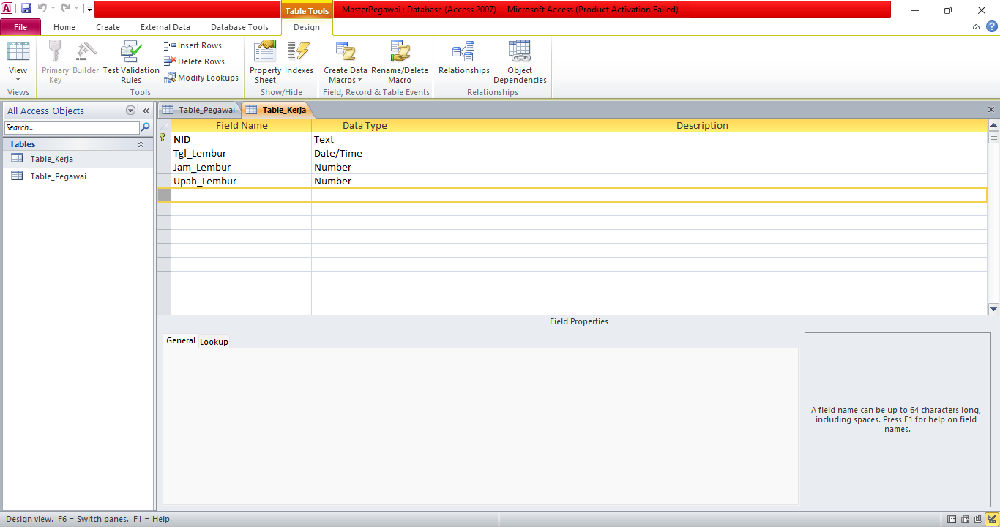 Table Tools
MasterPegawai : Database (Access 2007) - Microsoft Access (Product Activation Failed)
File Home Create External Data Database Tools Design
View
Primary Key
Builder
Test Validation Rules
Insert Rows
Delete Rows
Modify Lookups
Property Sheet
Indexes
Create Data Macros
Rename/Delete Macro
Relationships
Object Dependencies
Views Tools Show/Hide Field, Record & Table Events Relationships
All Access Objects
Search...
Tables
Table_Kerja
Table_Pegawai
Table_Pegawai Table_Kerja
Field Name Data Type Description
NID Text
Tgl_Lembur Date/Time
Jam_Lembur Number
Upah_Lembur Number
Field Properties
General Lookup
A field name can be up to 64 characters long,
including spaces. Press F1 for help on field
names.
Design view. F6 = Switch panes. F1 = Help.